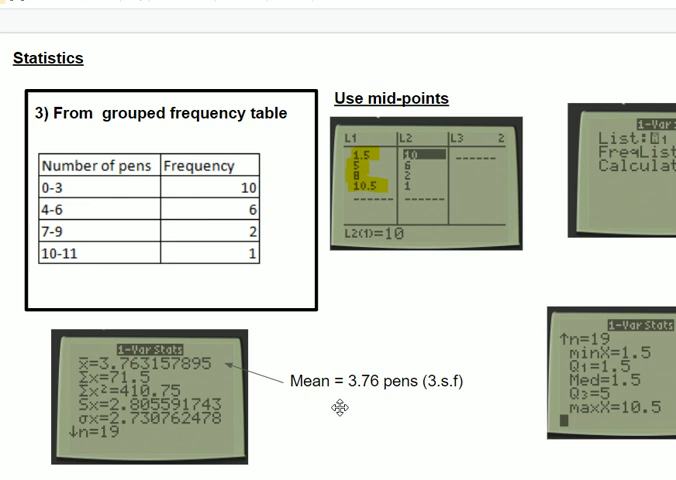 Statistics
3) From grouped frequency table
Number of pens Frequency
0-3 10
4-6 6
7-9 2
10-11 1
Use mid-points
L1 L2 L3 2
1.5 10 ------
5 6
8 2
10.5 1
------ ------
L2(1)=10
1-Var
List:
FreqList
Calculat
1-Var Stats
x̄=3.763157895
Σx=71.5
Σx²=410.75
Sx=2.805591743
σx=2.730762478
↓n=19
Mean = 3.76 pens (3.s.f)
1-Var Stats
↑n=19
minX=1.5
Q₁=1.5
Med=1.5
Q₃=5
maxX=10.5